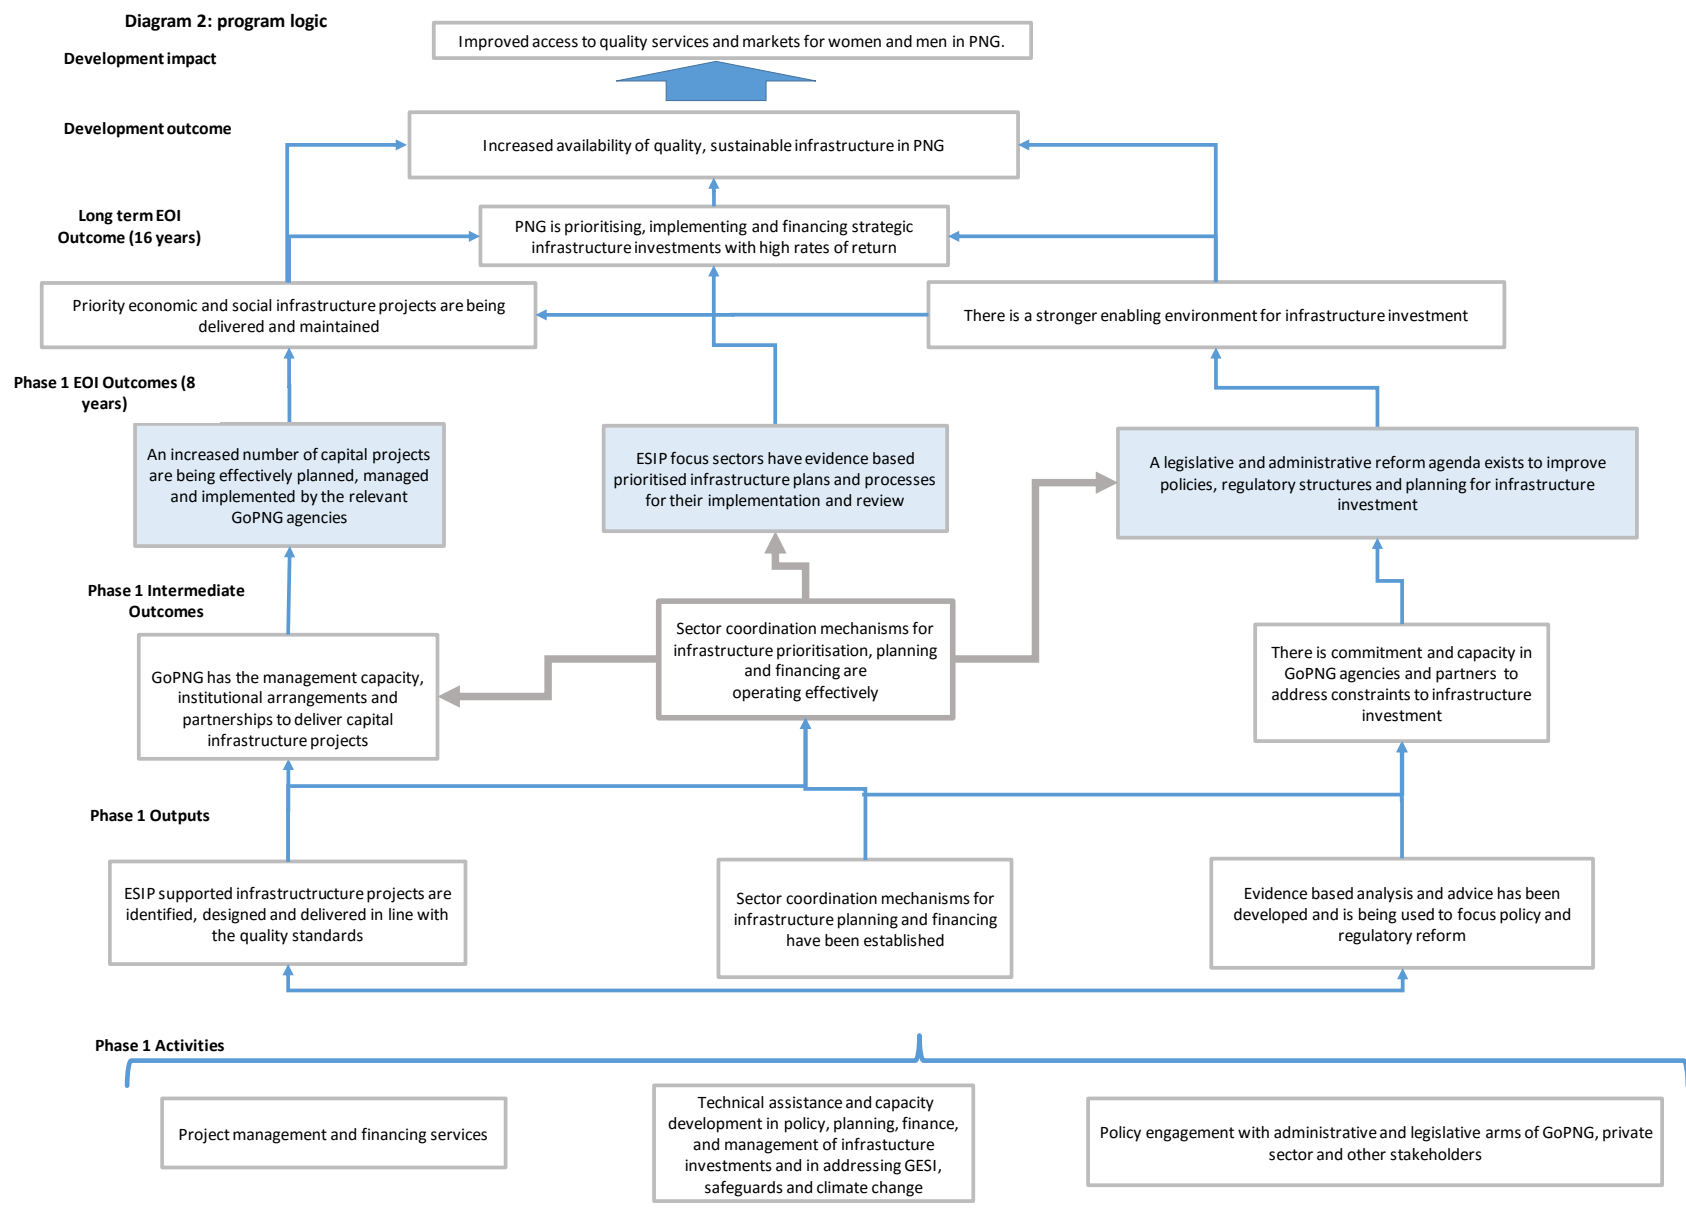 Diagram 2: program logic
Development impact
Improved access to quality services and markets for women and men in PNG.
Development outcome
Increased availability of quality, sustainable infrastructure in PNG
Long term EOI
Outcome (16 years)
PNG is prioritising, implementing and financing strategic
infrastructure investments with high rates of return
Priority economic and social infrastructure projects are being
delivered and maintained
There is a stronger enabling environment for infrastructure investment
Phase 1 EOI Outcomes (8
years)
An increased number of capital projects
are being effectively planned, managed
and implemented by the relevant
GoPNG agencies
ESIP focus sectors have evidence based
prioritised infrastructure plans and processes
for their implementation and review
A legislative and administrative reform agenda exists to improve
policies, regulatory structures and planning for infrastructure
investment
Phase 1 Intermediate
Outcomes
GoPNG has the management capacity,
institutional arrangements and
partnerships to deliver capital
infrastructure projects
Sector coordination mechanisms for
infrastructure prioritisation, planning
and financing are
operating effectively
There is commitment and capacity in
GoPNG agencies and partners to
address constraints to infrastructure
investment
Phase 1 Outputs
ESIP supported infrastructructure projects are
identified, designed and delivered in line with
the quality standards
Sector coordination mechanisms for
infrastructure planning and financing
have been established
Evidence based analysis and advice has been
developed and is being used to focus policy and
regulatory reform
Phase 1 Activities
Project management and financing services
Technical assistance and capacity
development in policy, planning, finance,
and management of infrastucture
investments and in addressing GESI,
safeguards and climate change
Policy engagement with administrative and legislative arms of GoPNG, private
sector and other stakeholders